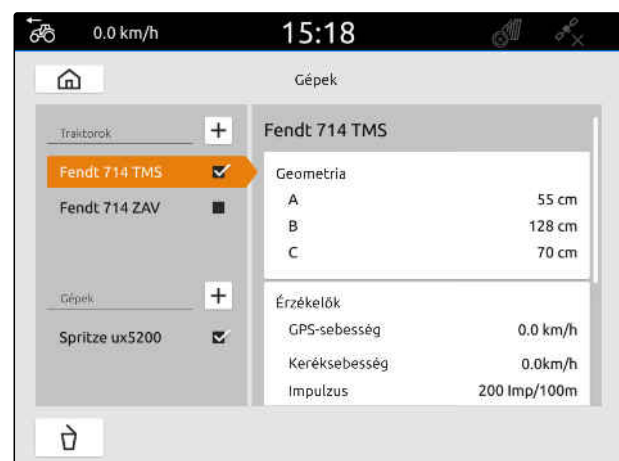 0.0 km/h 15:18
Gépek
Traktorok
Fendt 714 TMS
Fendt 714 ZAV
Gépek
Spritze ux5200
Fendt 714 TMS
Geometria
A 55 cm
B 128 cm
C 70 cm
Érzékelők
GPS-sebesség 0.0 km/h
Keréksebesség 0.0km/h
Impulzus 200 Imp/100m